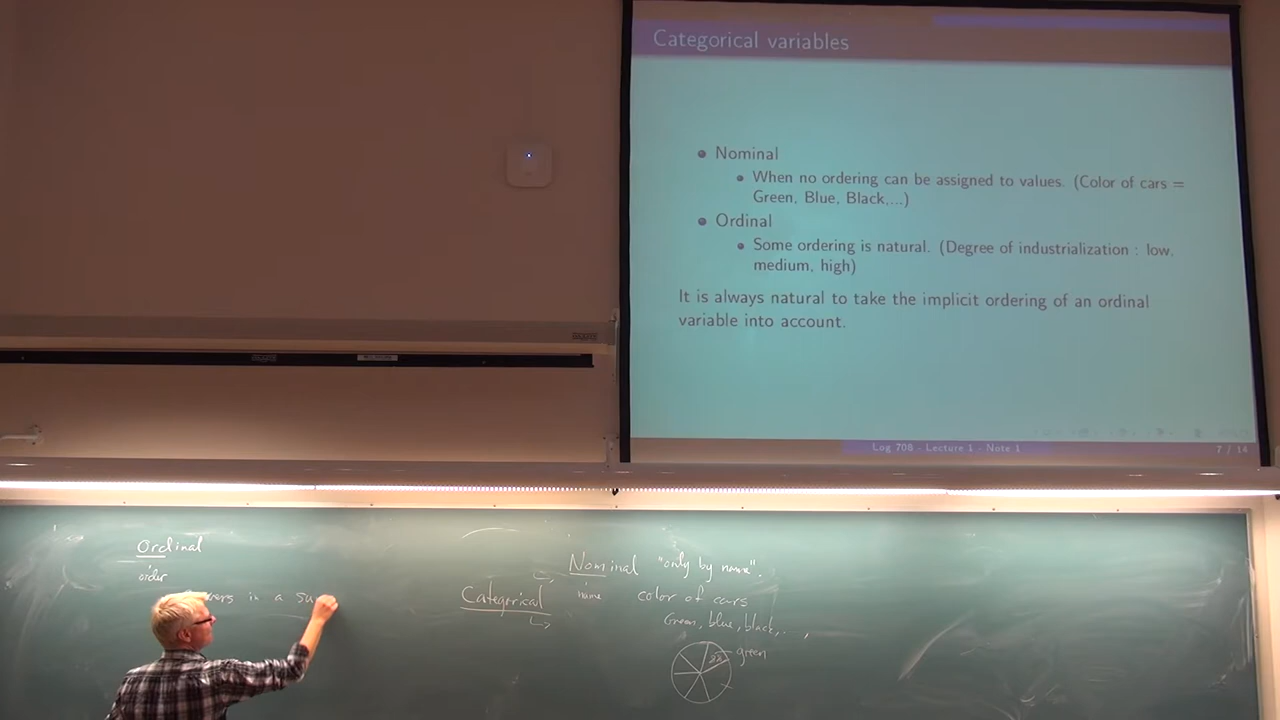 Categorical variables
Nominal
When no ordering can be assigned to values. (Color of cars =
Green, Blue, Black,...)
Ordinal
Some ordering is natural. (Degree of industrialization : low,
medium, high)
It is always natural to take the implicit ordering of an ordinal
variable into account.
Log 708 - Lecture 1 - Note 1
7 / 14
Ordinal
order
in a su
Categorical
Nominal "only by name".
name
color of cars
Green, blue, black, . . ,
green